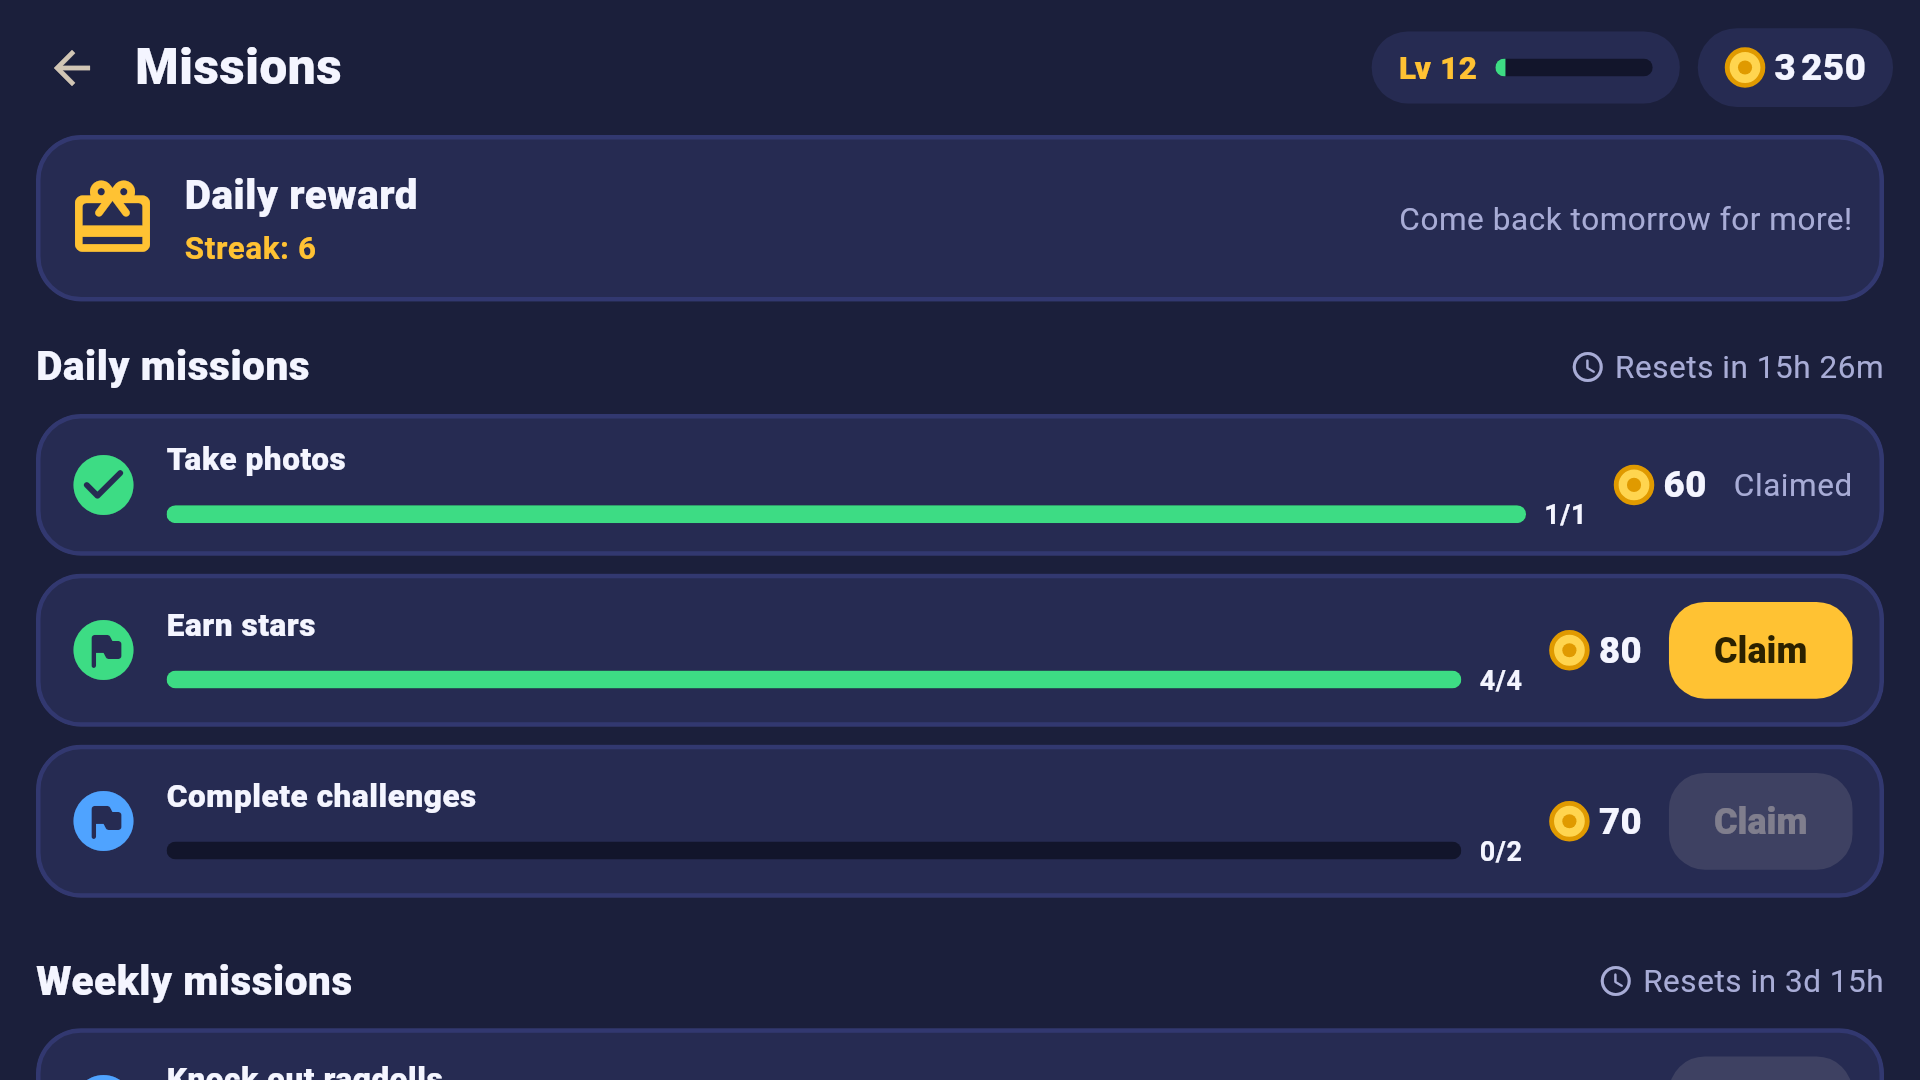 Missions
Lv 12
3 250
Daily reward
Streak: 6
Come back tomorrow for more!
Daily missions
Resets in 15h 26m
Take photos
1/1
60
Claimed
Earn stars
4/4
80
Claim
Complete challenges
0/2
70
Claim
Weekly missions
Resets in 3d 15h
Knock out ragdolls